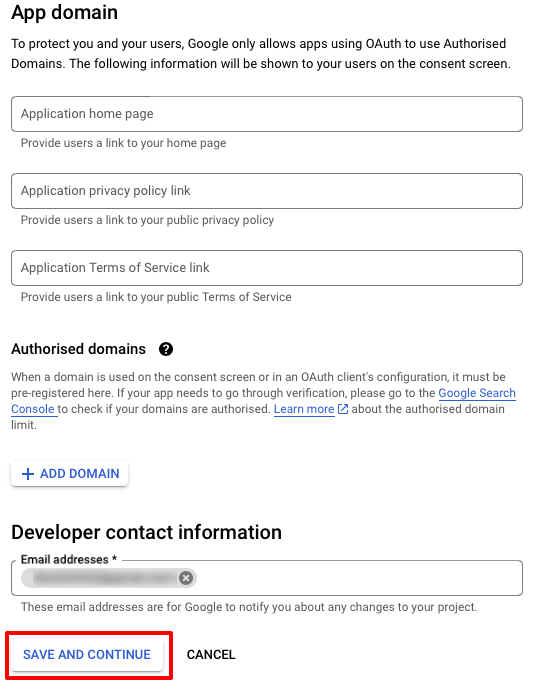 App domain
To protect you and your users, Google only allows apps using OAuth to use Authorised
Domains. The following information will be shown to your users on the consent screen.
Application home page
Provide users a link to your home page
Application privacy policy link
Provide users a link to your public privacy policy
Application Terms of Service link
Provide users a link to your public Terms of Service
Authorised domains
When a domain is used on the consent screen or in an OAuth client's configuration, it must be
pre-registered here. If your app needs to go through verification, please go to the Google Search
Console to check if your domains are authorised. Learn more about the authorised domain
limit.
ADD DOMAIN
Developer contact information
Email addresses *
These email addresses are for Google to notify you about any changes to your project.
SAVE AND CONTINUE CANCEL